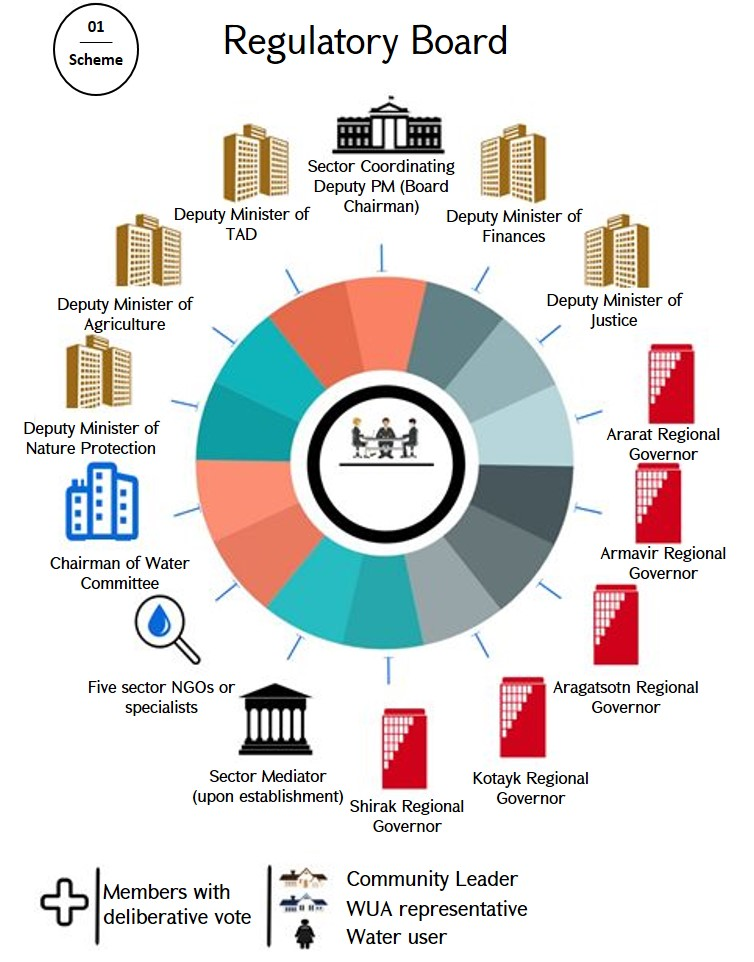 01
Scheme
Regulatory Board
Sector Coordinating
Deputy PM (Board
Chairman)
Deputy Minister of
TAD
Deputy Minister of
Finances
Deputy Minister of
Agriculture
Deputy Minister of
Justice
Deputy Minister of
Nature Protection
Ararat Regional
Governor
Chairman of Water
Committee
Armavir Regional
Governor
Five sector NGOs or
specialists
Aragatsotn Regional
Governor
Sector Mediator
(upon establishment)
Kotayk Regional
Governor
Shirak Regional
Governor
Members with
deliberative vote
Community Leader
WUA representative
Water user